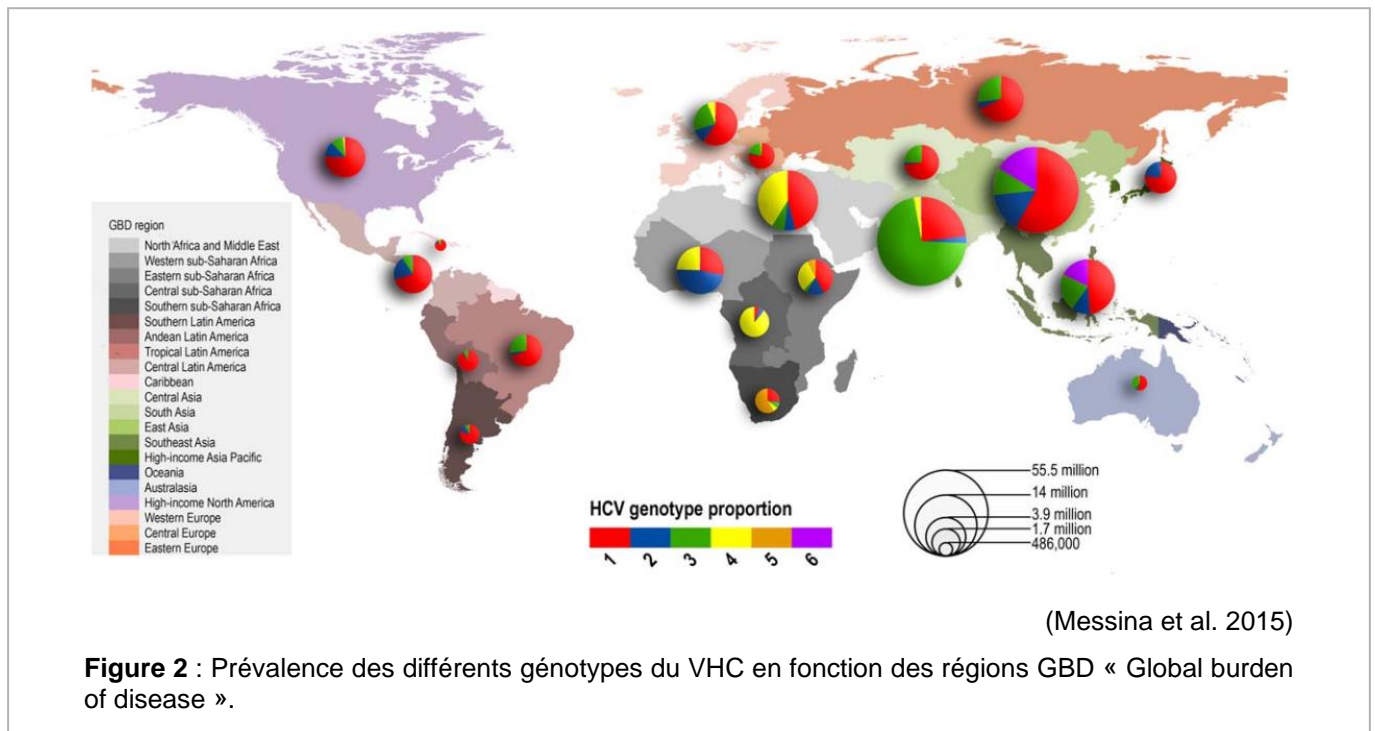 GBD region
North Africa and Middle East
Western sub-Saharan Africa
Eastern sub-Saharan Africa
Central sub-Saharan Africa
Southern sub-Saharan Africa
Southern Latin America
Andean Latin America
Tropical Latin America
Central Latin America
Caribbean
Central Asia
South Asia
East Asia
Southeast Asia
High-income Asia Pacific
Oceania
Australasia
High-income North America
Western Europe
Central Europe
Eastern Europe
HCV genotype proportion
1 2 3 4 5 6
55.5 million
14 million
3.9 million
1.7 million
486,000
(Messina et al. 2015)
Figure 2 : Prévalence des différents génotypes du VHC en fonction des régions GBD « Global burden
of disease ».